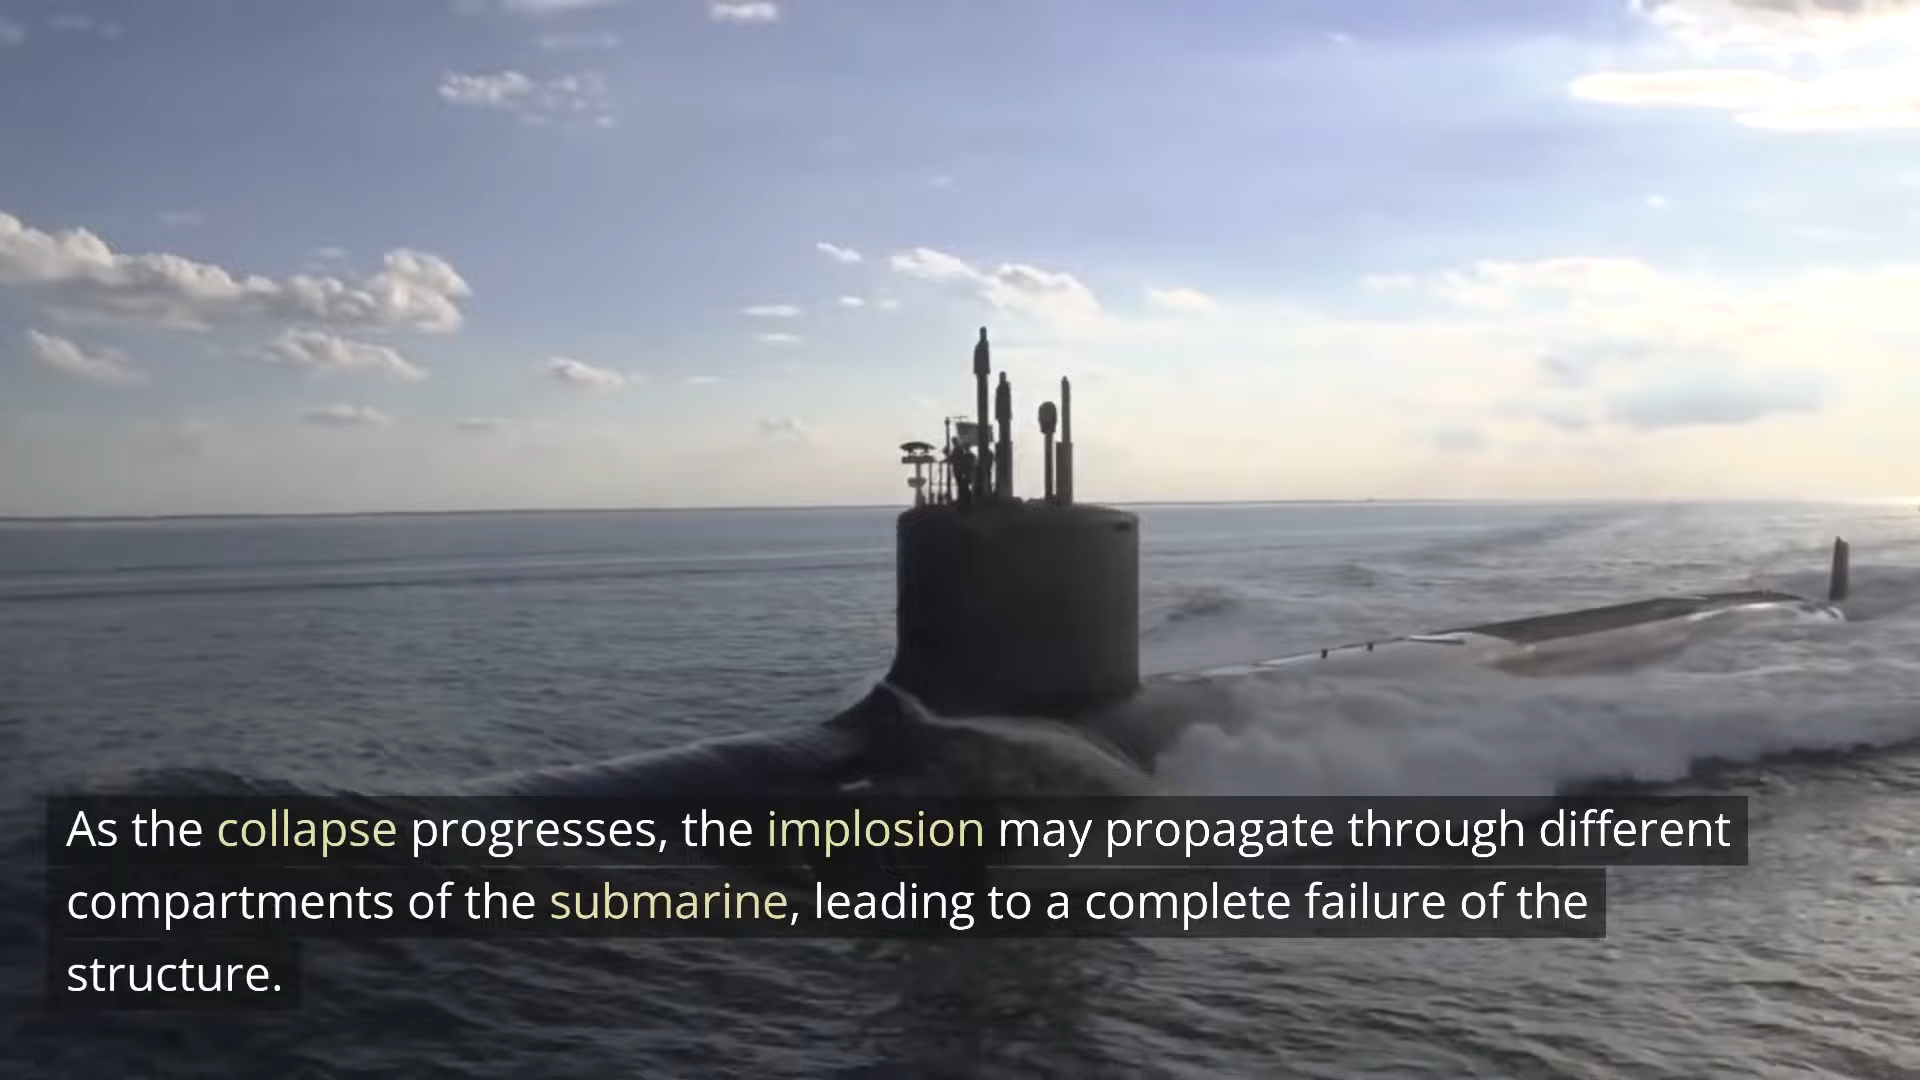 As the collapse progresses, the implosion may propagate through different
compartments of the submarine, leading to a complete failure of the
structure.